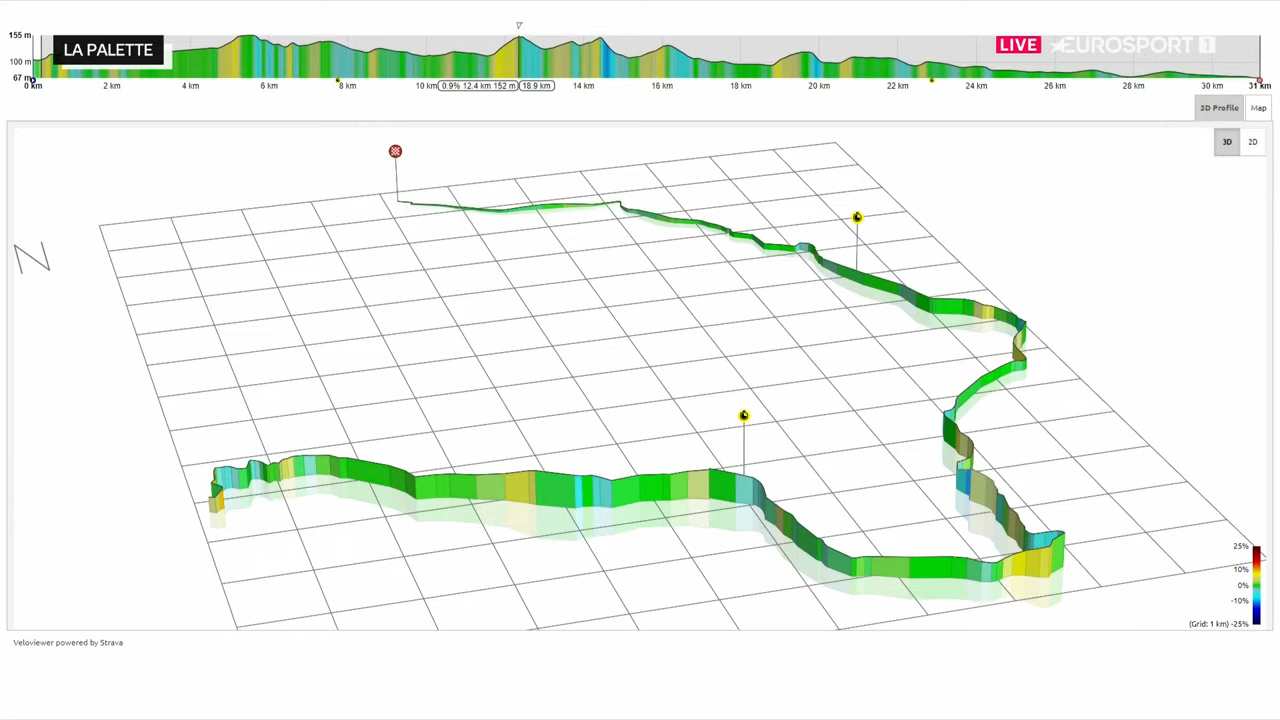 155 m
100 m
67 m
LA PALETTE
LIVE EUROSPORT 1
0 km 2 km 4 km 6 km 8 km 10 km 0.9% 12.4 km 152 m 18.9 km 14 km 16 km 18 km 20 km 22 km 24 km 26 km 28 km 30 km 31 km
3D Profile Map
3D 2D
N
25%
10%
0%
-10%
(Grid: 1 km) -25%
Veloviewer powered by Strava